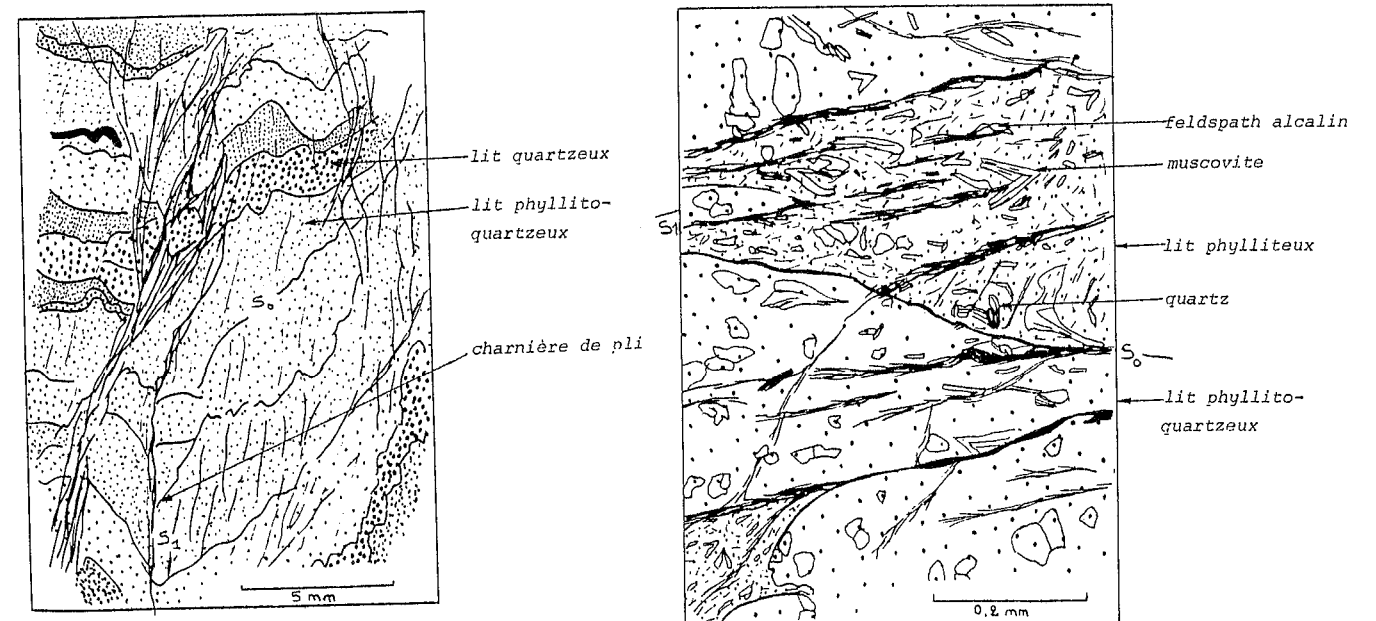 lit quartzeux
lit phyllito-
quartzeux
S₀
charnière de pli
S₁
5 mm
feldspath alcalin
muscovite
S₁
lit phylliteux
quartz
S₀
lit phyllito-
quartzeux
0,2 mm